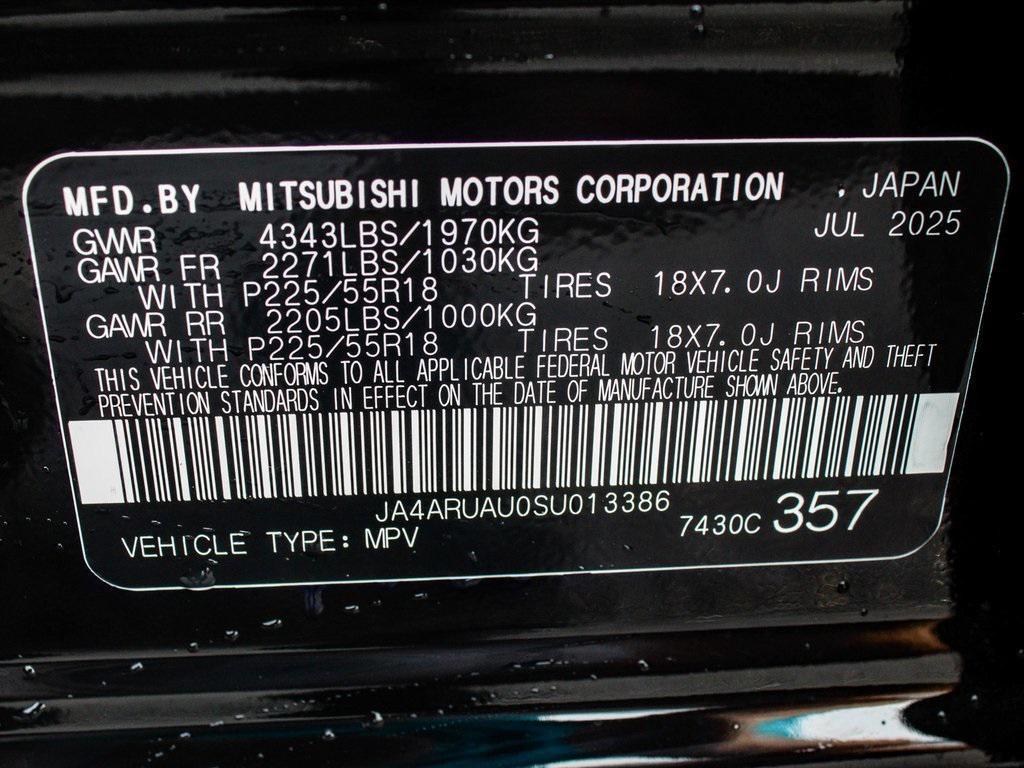 MFD.BY MITSUBISHI MOTORS CORPORATION . JAPAN
GVWR 4343LBS/1970KG JUL 2025
GAWR FR 2271LBS/1030KG
WITH P225/55R18 TIRES 18X7.0J RIMS
GAWR RR 2205LBS/1000KG
WITH P225/55R18 TIRES 18X7.0J RIMS
THIS VEHICLE CONFORMS TO ALL APPLICABLE FEDERAL MOTOR VEHICLE SAFETY AND THEFT
PREVENTION STANDARDS IN EFFECT ON THE DATE OF MANUFACTURE SHOWN ABOVE.
JA4ARUAU0SU013386
VEHICLE TYPE: MPV 7430C 357